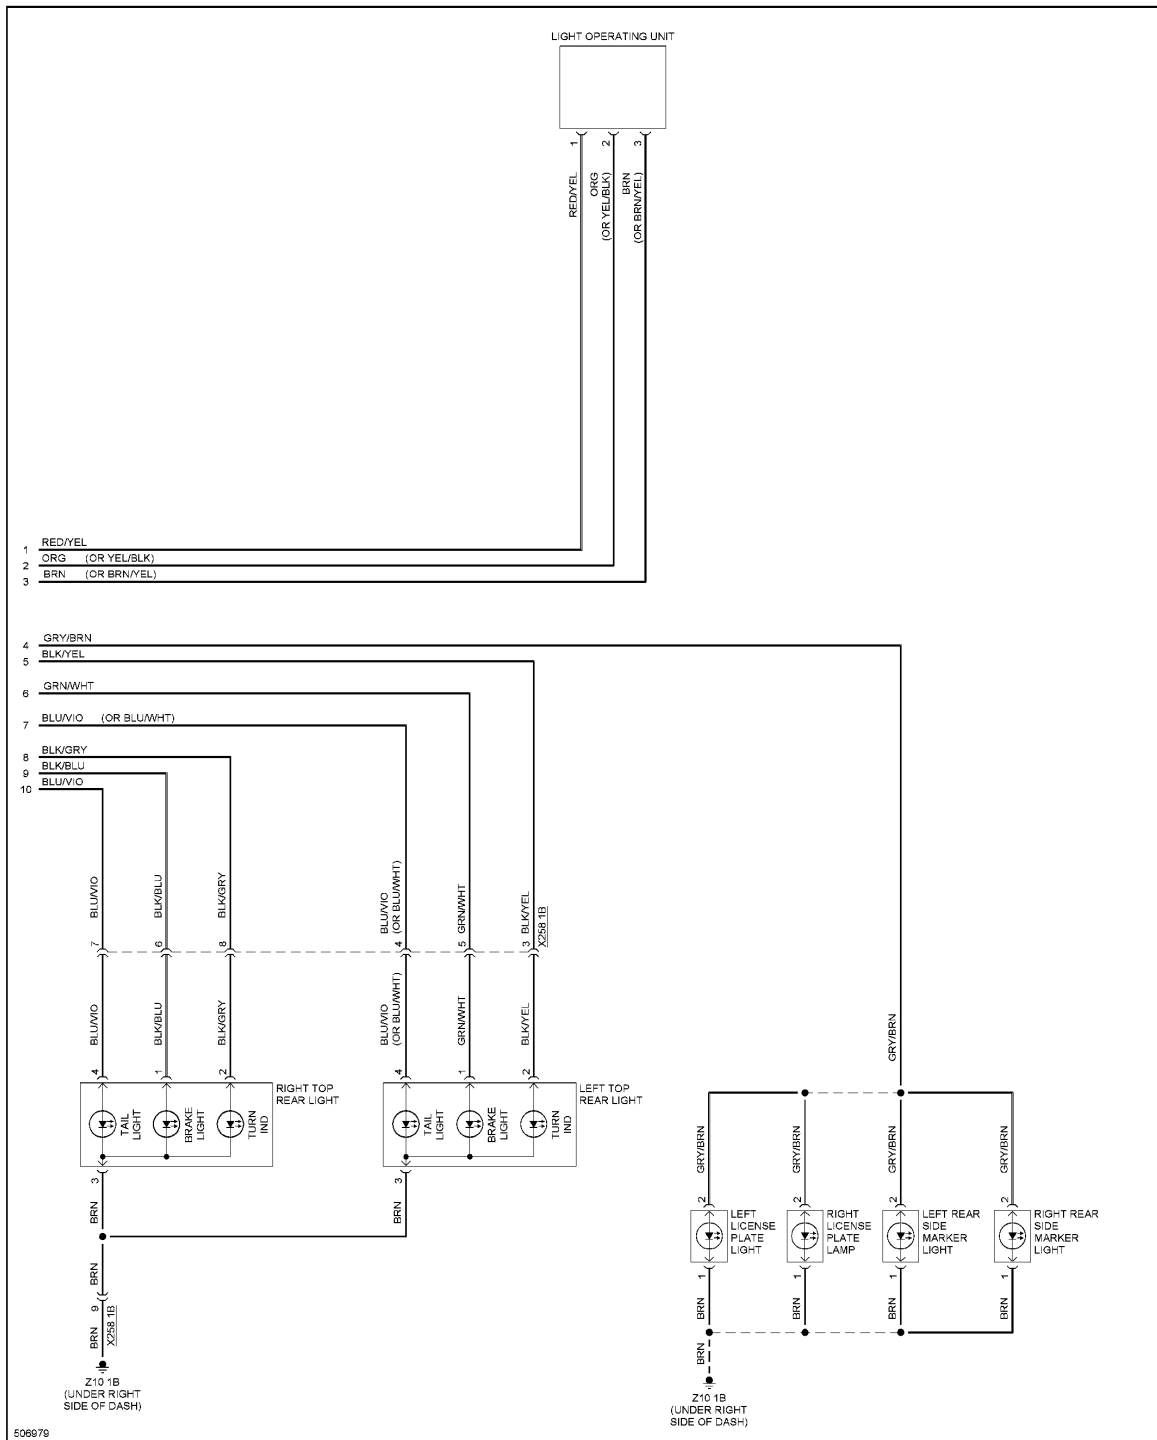 LIGHT OPERATING UNIT
1
2
3
RED/YEL
ORG
(OR YEL/BLK)
BRN
(OR BRN/YEL)
1 RED/YEL
2 ORG (OR YEL/BLK)
3 BRN (OR BRN/YEL)
4 GRY/BRN
5 BLK/YEL
6 GRN/WHT
7 BLU/VIO (OR BLU/WHT)
8 BLK/GRY
9 BLK/BLU
10 BLU/VIO
BLU/VIO
BLK/BLU
BLK/GRY
BLU/VIO
(OR BLU/WHT)
GRN/WHT
BLK/YEL
X258 1B
7
6
8
4
5
3
BLU/VIO
BLK/BLU
BLK/GRY
BLU/VIO
(OR BLU/WHT)
GRN/WHT
BLK/YEL
GRY/BRN
4
1
2
4
1
2
RIGHT TOP
REAR LIGHT
LEFT TOP
REAR LIGHT
TAIL
LIGHT
BRAKE
LIGHT
TURN
IND
TAIL
LIGHT
BRAKE
LIGHT
TURN
IND
3
3
BRN
BRN
GRY/BRN
GRY/BRN
GRY/BRN
GRY/BRN
2
2
2
2
LEFT
LICENSE
PLATE
LIGHT
RIGHT
LICENSE
PLATE
LAMP
LEFT REAR
SIDE
MARKER
LIGHT
RIGHT REAR
SIDE
MARKER
LIGHT
1
1
1
1
BRN
BRN
BRN
BRN
BRN
9
X258 1B
BRN
BRN
Z10 1B
(UNDER RIGHT
SIDE OF DASH)
Z10 1B
(UNDER RIGHT
SIDE OF DASH)
506979